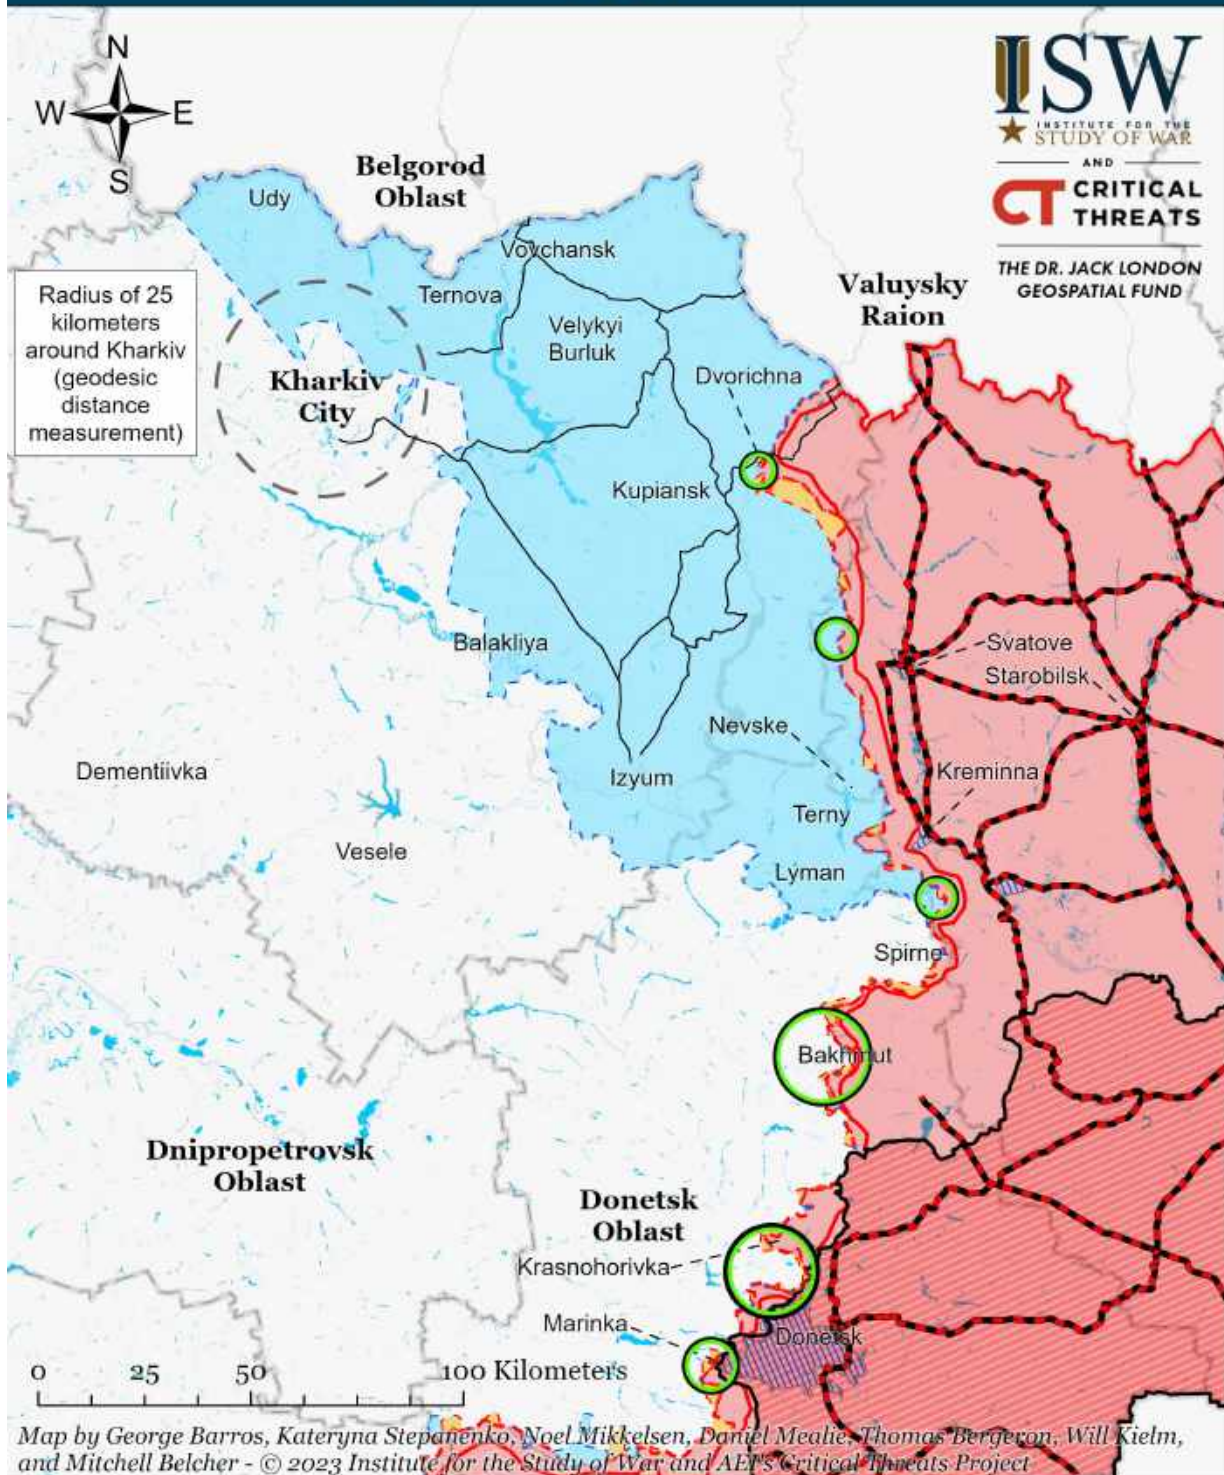 N
W E
S
ISW
INSTITUTE FOR THE
STUDY OF WAR
AND
CT CRITICAL
THREATS
THE DR. JACK LONDON
GEOSPATIAL FUND
Belgorod
Oblast
Udy
Vovchansk
Ternova
Valuysky
Raion
Radius of 25
kilometers
around Kharkiv
(geodesic
distance
measurement)
Velykyi
Burluk
Kharkiv
City
Dvorichna
Kupiansk
Balakliya
Svatove
Starobilsk
Nevske
Dementiivka
Izyum
Kreminna
Terny
Vesele
Lyman
Spirne
Bakhmut
Dnipropetrovsk
Oblast
Donetsk
Oblast
Krasnohorivka
Marinka
Donetsk
0 25 50 100 Kilometers
Map by George Barros, Kateryna Stepanenko, Noel Mikkelsen, Daniel Mealie, Thomas Bergeron, Will Kielm,
and Mitchell Belcher - © 2023 Institute for the Study of War and AEI's Critical Threats Project